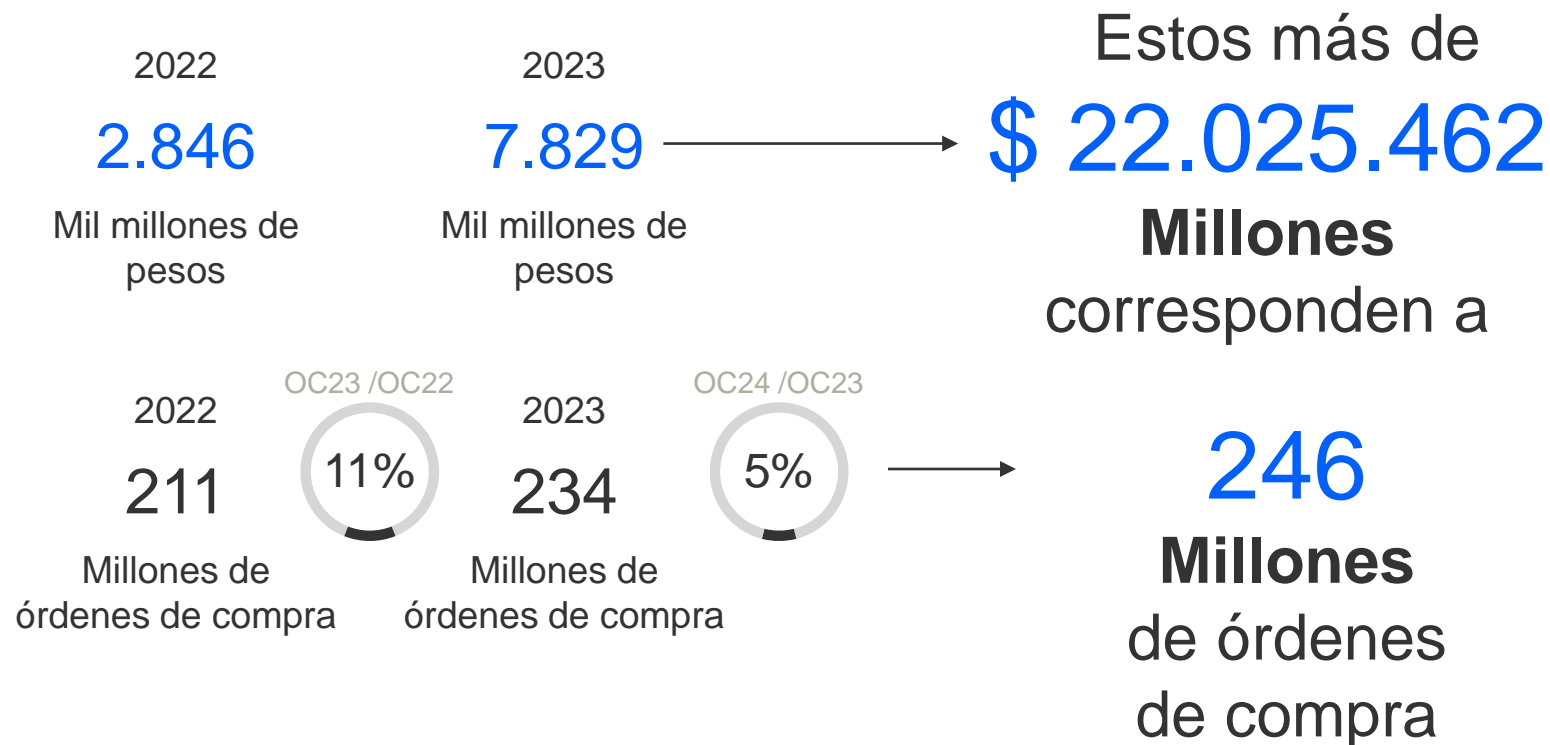 2022
2.846
Mil millones de
pesos
2023
7.829
Mil millones de
pesos
Estos más de
$ 22.025.462
Millones
corresponden a
2022
211
Millones de
órdenes de compra
OC23 /OC22
11%
2023
234
Millones de
órdenes de compra
OC24 /OC23
5%
246
Millones
de órdenes
de compra